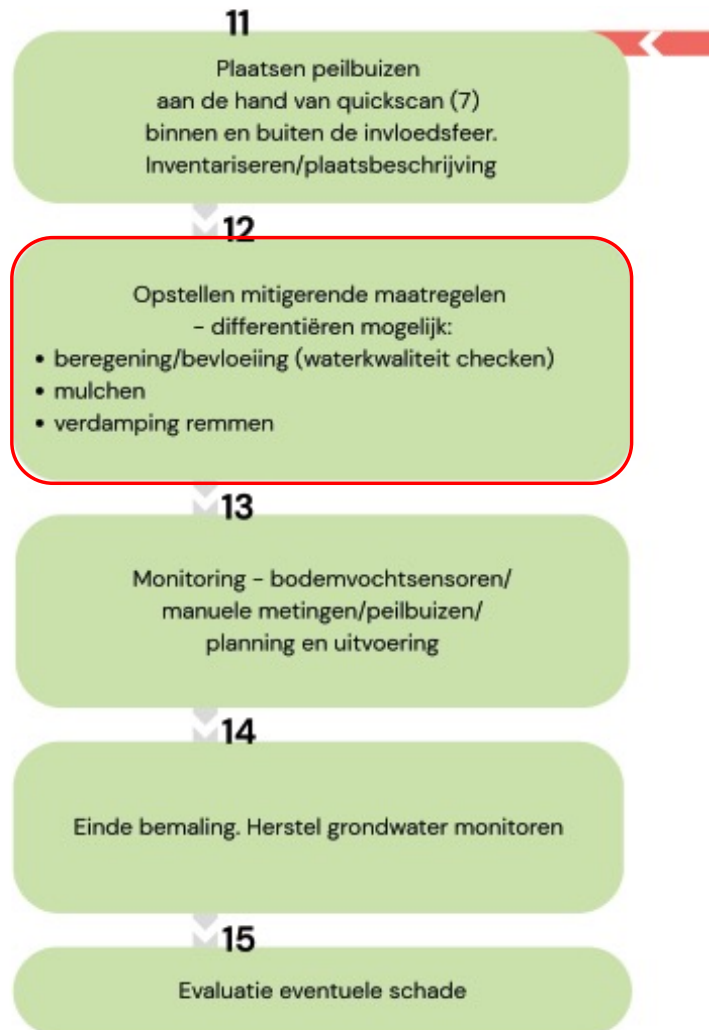 11
Plaatsen peilbuizen
aan de hand van quickscan (7)
binnen en buiten de invloedsfeer.
Inventariseren/plaatsbeschrijving
12
Opstellen mitigerende maatregelen
- differentiëren mogelijk:
• beregening/bevloeiing (waterkwaliteit checken)
• mulchen
• verdamping remmen
13
Monitoring - bodemvochtsensoren/
manuele metingen/peilbuizen/
planning en uitvoering
14
Einde bemaling. Herstel grondwater monitoren
15
Evaluatie eventuele schade